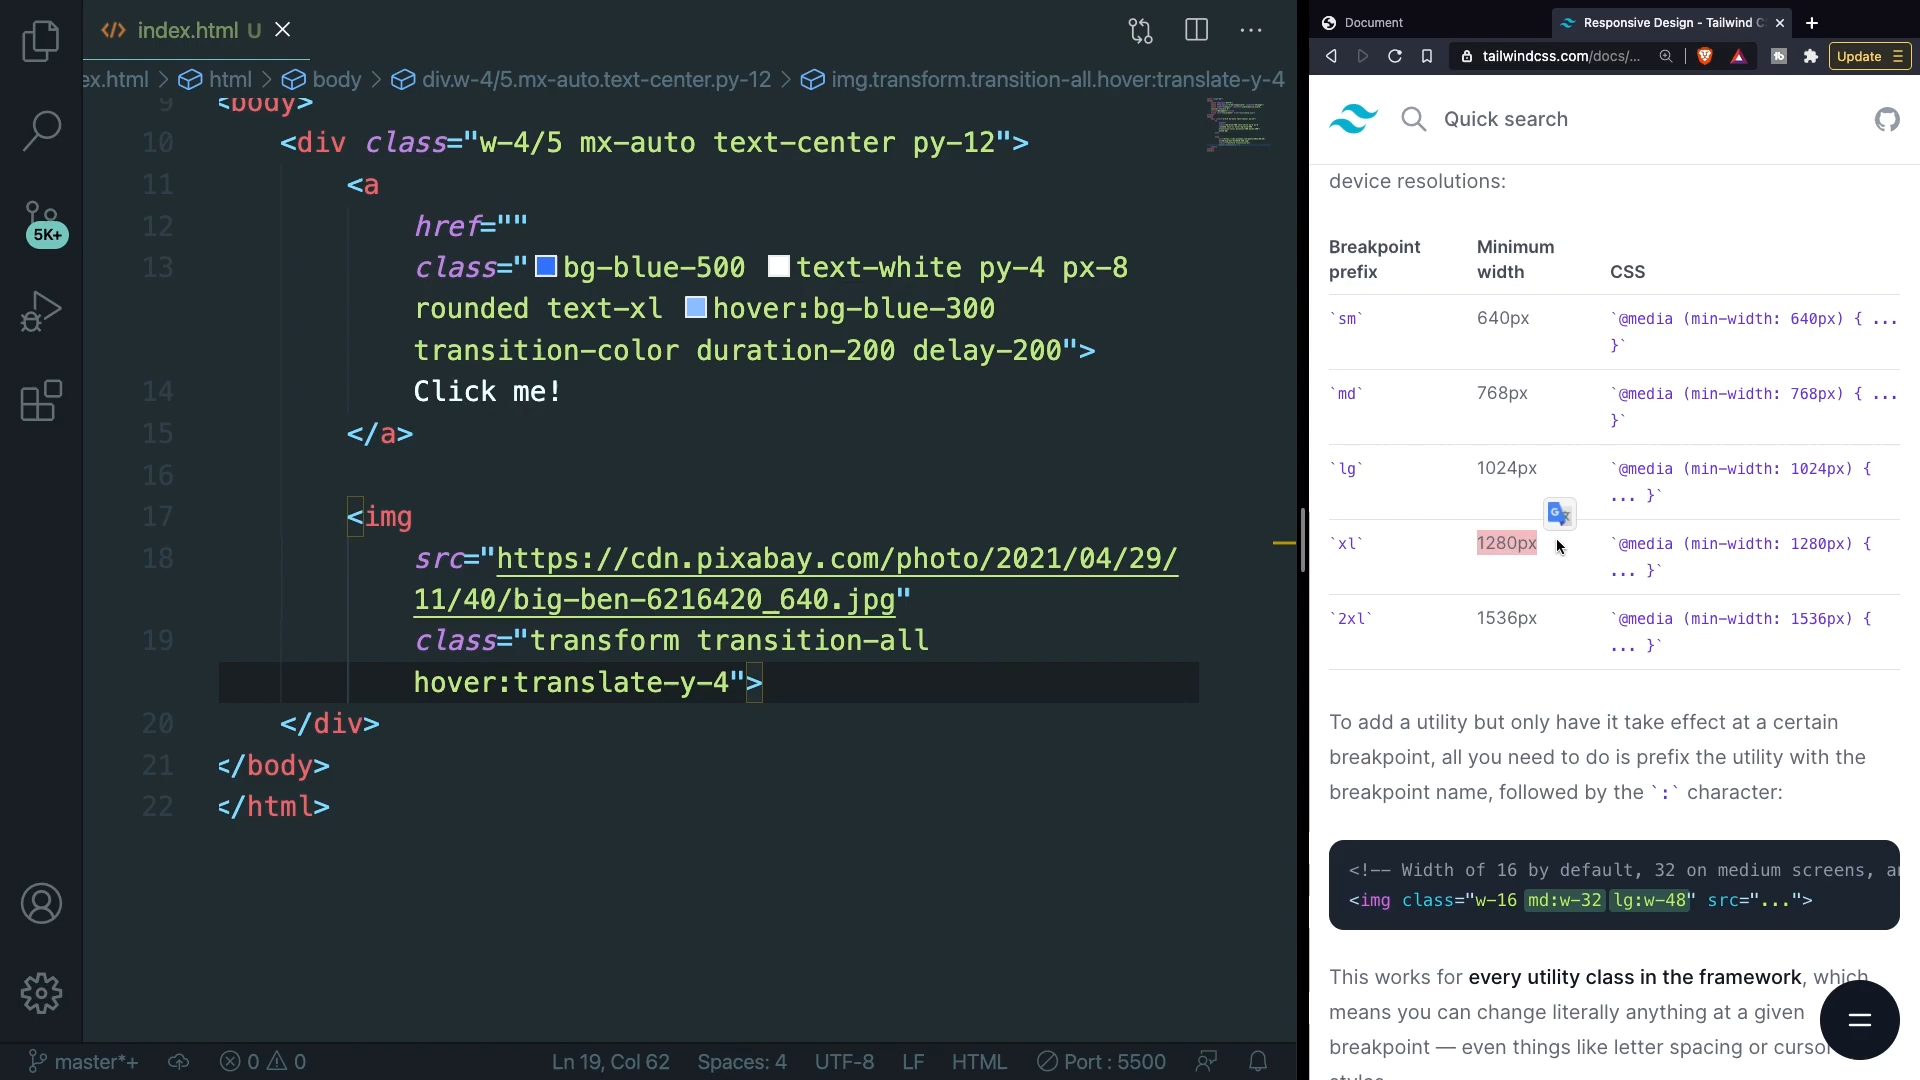 index.html U
ex.html > html > body > div.w-4/5.mx-auto.text-center.py-12 > img.transform.transition-all.hover:translate-y-4
9 <body>
10 <div class="w-4/5 mx-auto text-center py-12">
11 <a
12 href=""
13 class="bg-blue-500 text-white py-4 px-8
rounded text-xl hover:bg-blue-300
transition-color duration-200 delay-200">
14 Click me!
15 </a>
16
17 <img
18 src="https://cdn.pixabay.com/photo/2021/04/29/
11/40/big-ben-6216420_640.jpg"
19 class="transform transition-all
hover:translate-y-4">
20 </div>
21 </body>
22 </html>
5K+
master*+ 0 0 Ln 19, Col 62 Spaces: 4 UTF-8 LF HTML Port : 5500
Document Responsive Design - Tailwind C
tailwindcss.com/docs/... Update
Quick search
device resolutions:
Breakpoint prefix Minimum width CSS
`sm` 640px `@media (min-width: 640px) { ...
}`
`md` 768px `@media (min-width: 768px) { ...
}`
`lg` 1024px `@media (min-width: 1024px) {
... }`
`xl` 1280px `@media (min-width: 1280px) {
... }`
`2xl` 1536px `@media (min-width: 1536px) {
... }`
To add a utility but only have it take effect at a certain
breakpoint, all you need to do is prefix the utility with the
breakpoint name, followed by the `:` character:
<!-- Width of 16 by default, 32 on medium screens, a
<img class="w-16 md:w-32 lg:w-48" src="...">
This works for every utility class in the framework, which
means you can change literally anything at a given
breakpoint — even things like letter spacing or cursor